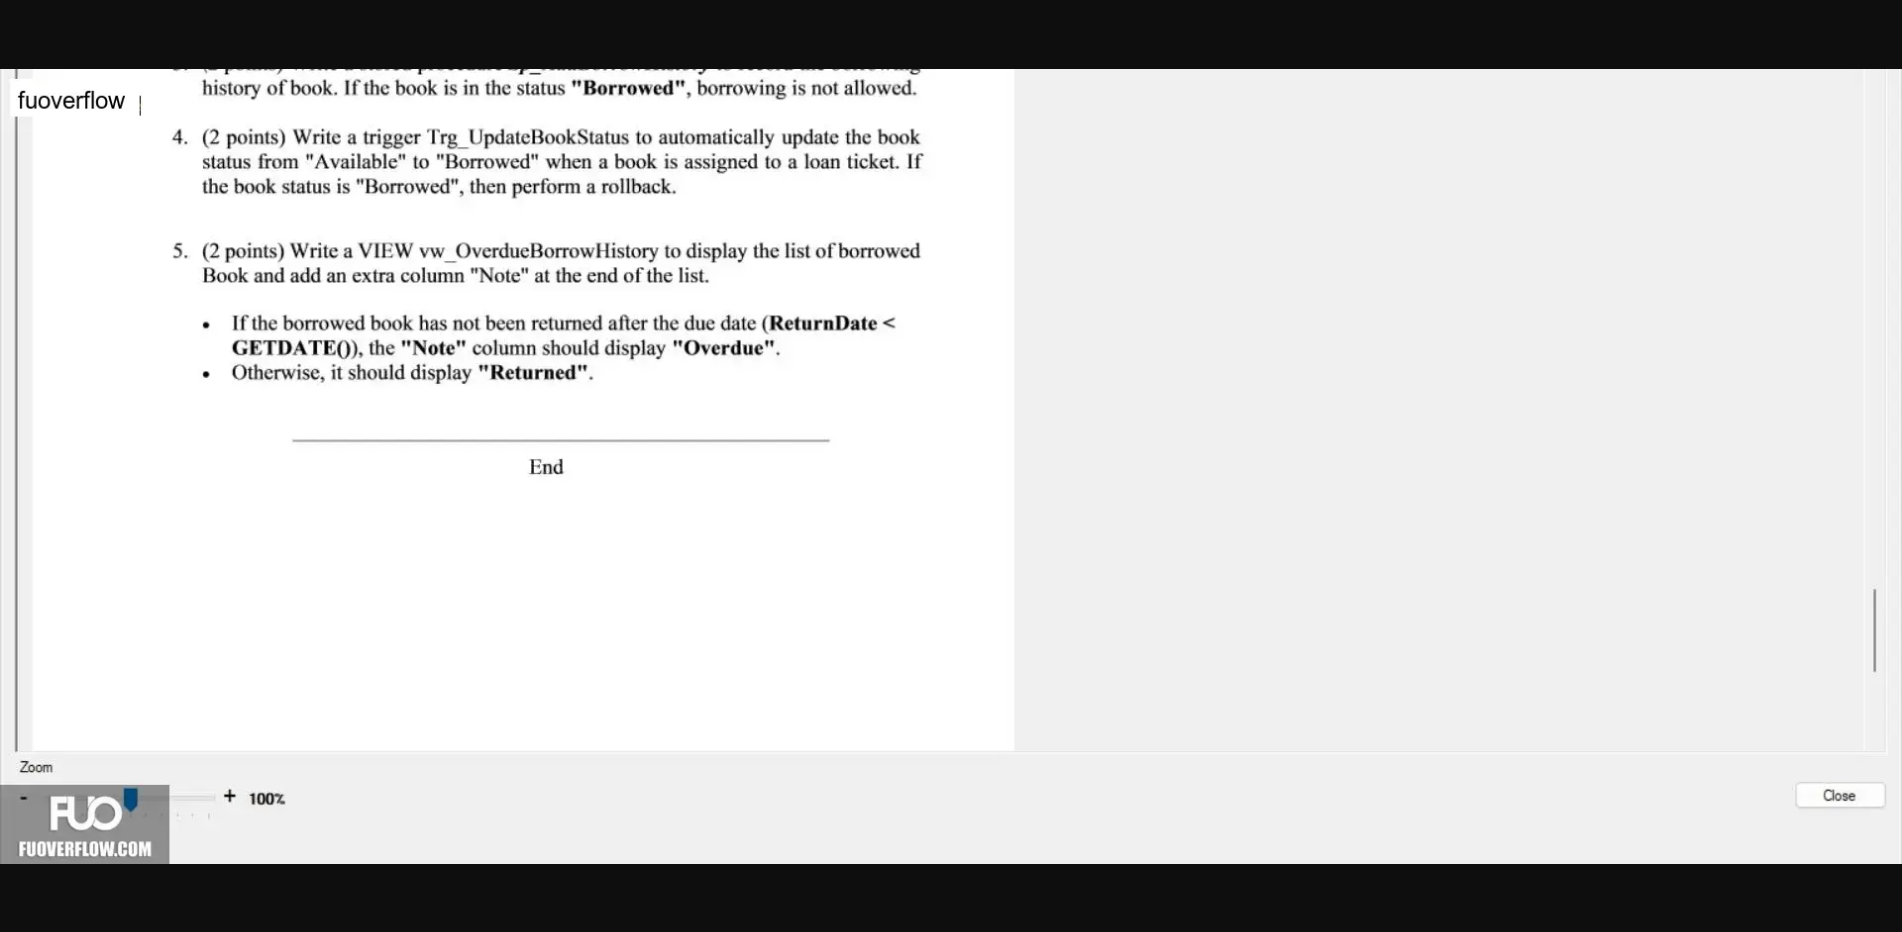 history of book. If the book is in the status "Borrowed", borrowing is not allowed.
fuoverflow |
4. (2 points) Write a trigger Trg_UpdateBookStatus to automatically update the book
status from "Available" to "Borrowed" when a book is assigned to a loan ticket. If
the book status is "Borrowed", then perform a rollback.
5. (2 points) Write a VIEW vw_OverdueBorrowHistory to display the list of borrowed
Book and add an extra column "Note" at the end of the list.
• If the borrowed book has not been returned after the due date (ReturnDate <
GETDATE()), the "Note" column should display "Overdue".
• Otherwise, it should display "Returned".
End
Zoom
- + 100%
Close
FUO
FUOVERFLOW.COM